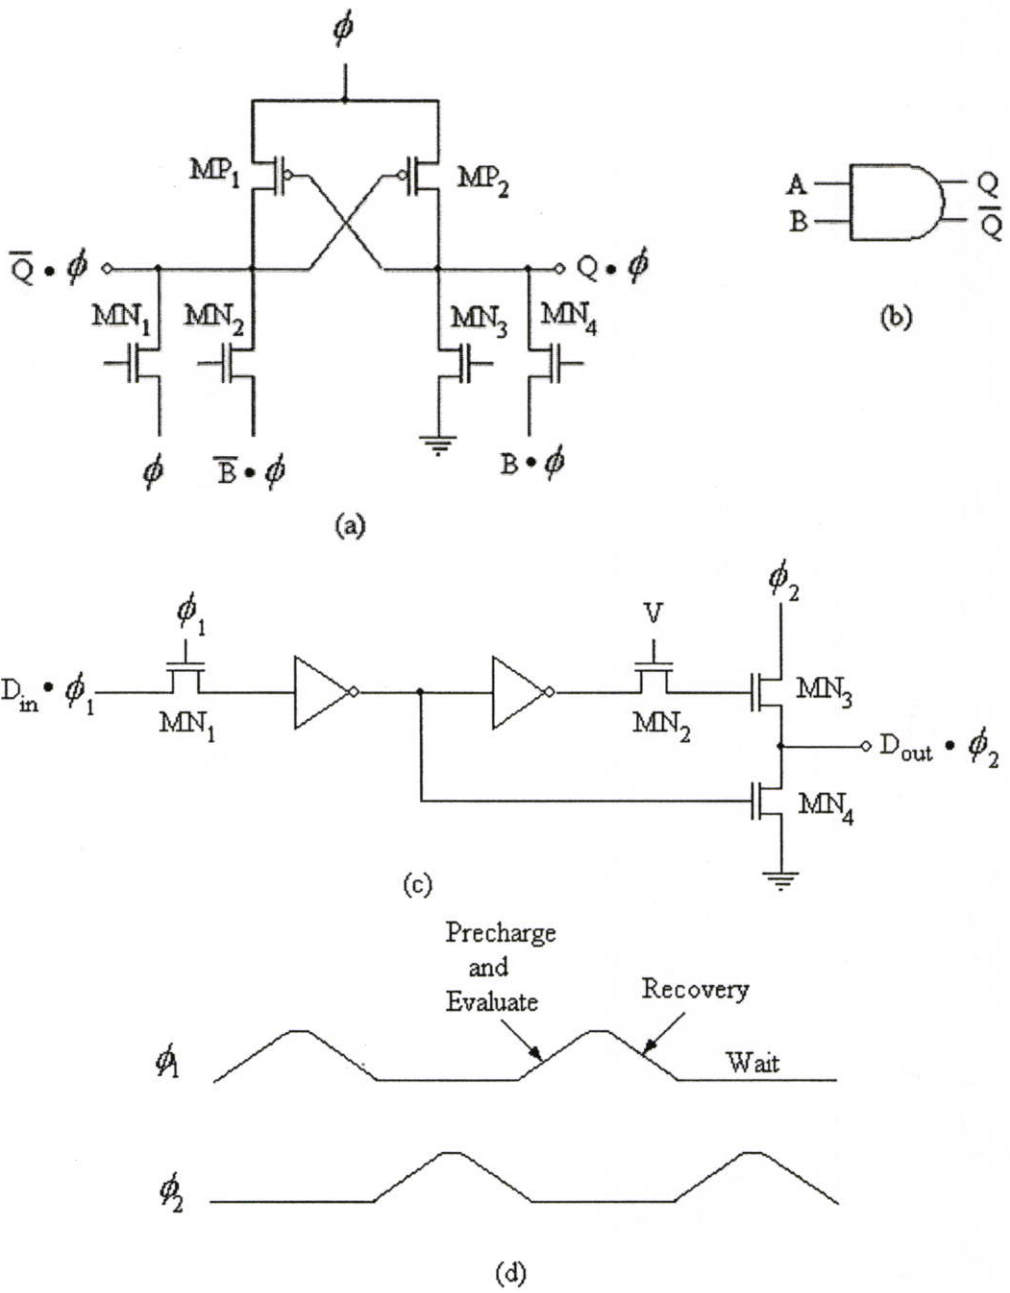 ϕ
MP₁ MP₂
Q̅ • ϕ Q • ϕ
MN₁ MN₂ MN₃ MN₄
ϕ B̅ • ϕ B • ϕ
(a)
A Q
B Q̅
(b)
ϕ₁ V ϕ₂
Dᵢₙ • ϕ₁ MN₁ MN₂ MN₃
D_out • ϕ₂
MN₄
(c)
Precharge
and
Evaluate
Recovery
ϕ₁ Wait
ϕ₂
(d)